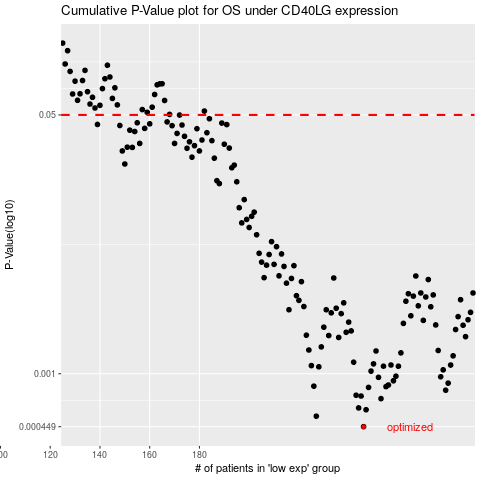 Cumulative P-Value plot for OS under CD40LG expression
0.05
P-Value(log10)
0.001
0.000449
optimized
00 120 140 160 180
# of patients in 'low exp' group